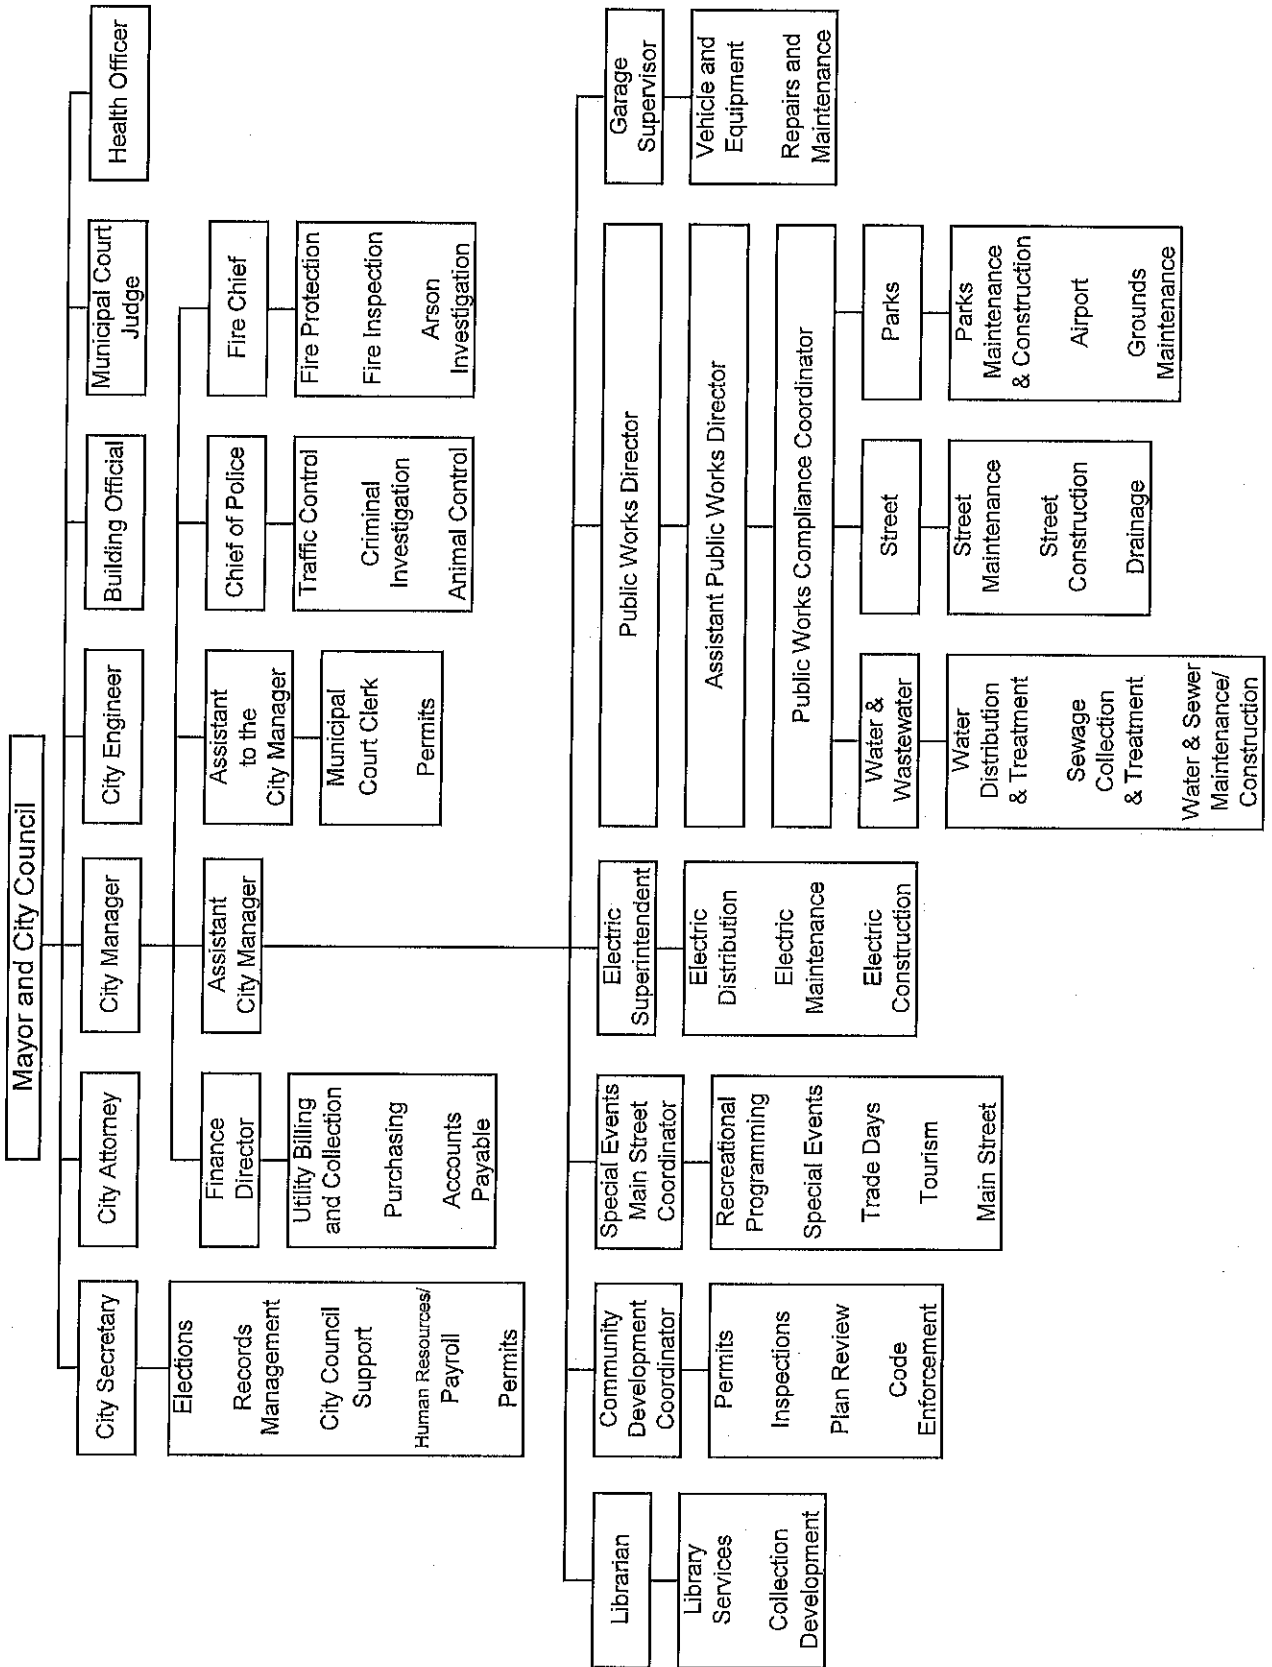 Mayor and City Council
City Secretary
City Attorney
City Manager
City Engineer
Building Official
Municipal Court
Judge
Health Officer
Elections
Records
Management
City Council
Support
Human Resources/
Payroll
Permits
Finance
Director
Utility Billing
and Collection
Purchasing
Accounts
Payable
Assistant
City Manager
Assistant
to the
City Manager
Municipal
Court Clerk
Permits
Chief of Police
Traffic Control
Criminal
Investigation
Animal Control
Fire Chief
Fire Protection
Fire Inspection
Arson
Investigation
Librarian
Library
Services
Collection
Development
Community
Development
Coordinator
Permits
Inspections
Plan Review
Code
Enforcement
Special Events
Main Street
Coordinator
Recreational
Programming
Special Events
Trade Days
Tourism
Main Street
Electric
Superintendent
Electric
Distribution
Electric
Maintenance
Electric
Construction
Public Works Director
Assistant Public Works Director
Public Works Compliance Coordinator
Water &
Wastewater
Water
Distribution
& Treatment
Sewage
Collection
& Treatment
Water & Sewer
Maintenance/
Construction
Street
Street
Maintenance
Street
Construction
Drainage
Parks
Parks
Maintenance
& Construction
Airport
Grounds
Maintenance
Garage
Supervisor
Vehicle and
Equipment
Repairs and
Maintenance